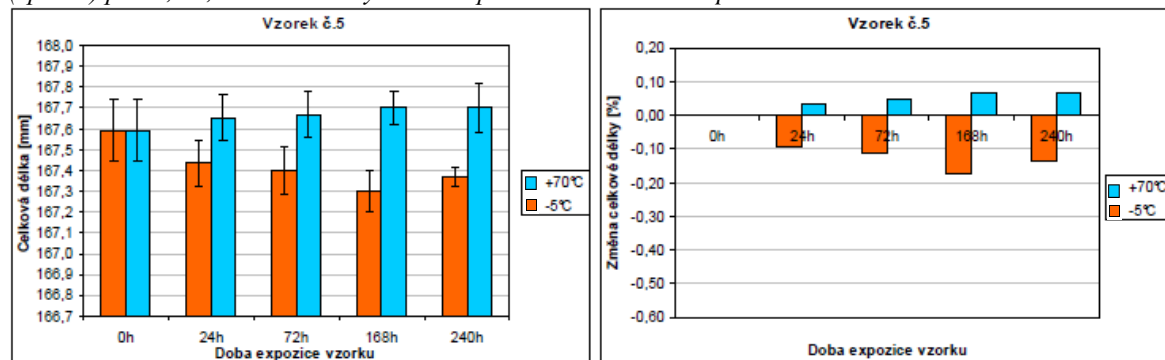 Vzorek č.5
Celková délka [mm]
168,0
167,9
167,8
167,7
167,6
167,5
167,3
167,2
167,1
167,0
166,9
166,8
166,7
0h 24h 72h 168h 240h
Doba expozice vzorku
+70°C
-5°C
Vzorek č.5
Změna celkové délky [%]
0,20
0,10
0,00
-0,10
-0,20
-0,30
-0,40
-0,50
-0,60
0h 24h 72h 168h 240h
Doba expozice vzorku
+70°C
-5°C